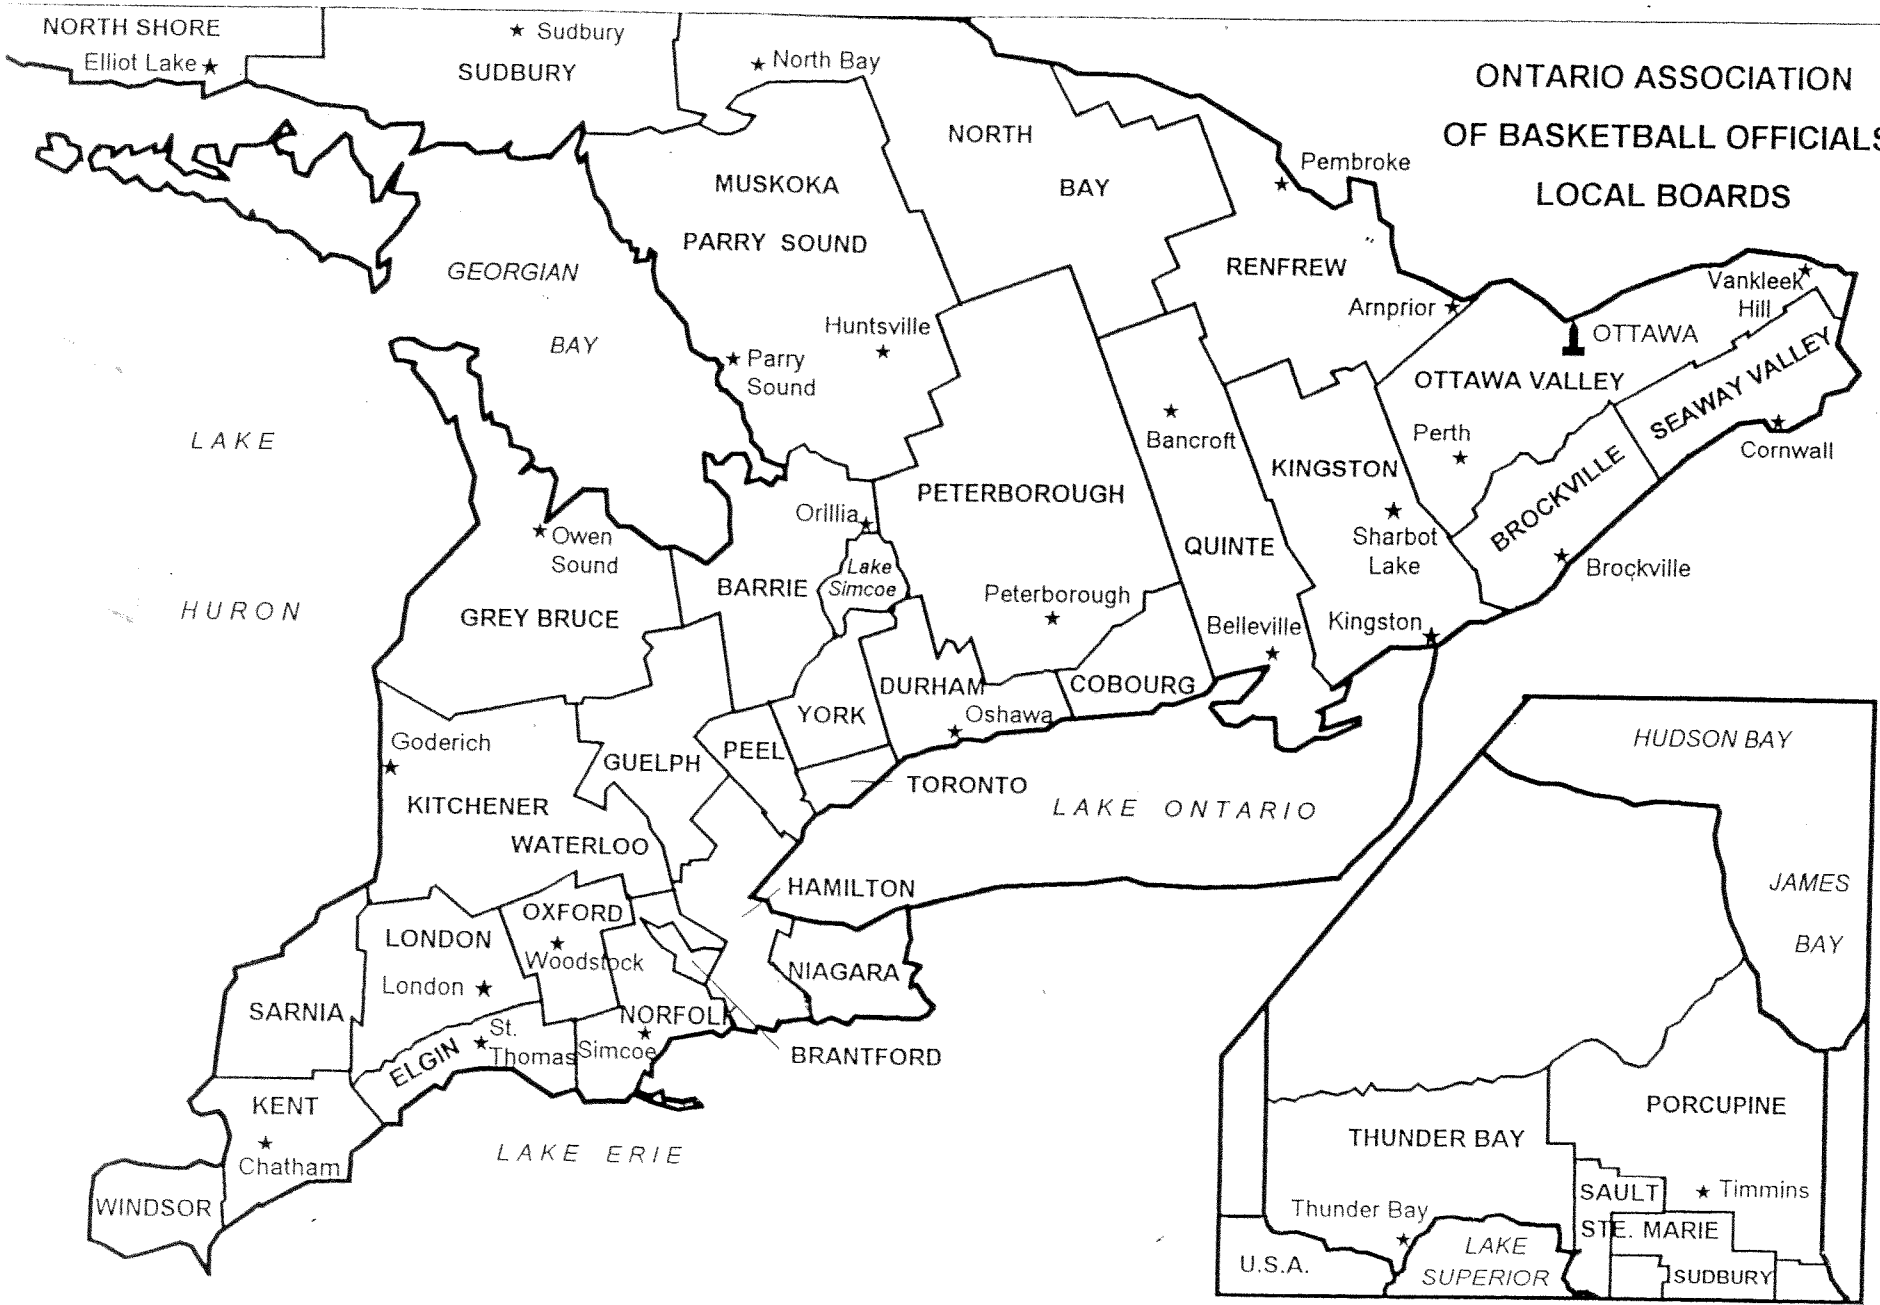 NORTH SHORE
Elliot Lake
Sudbury
SUDBURY
North Bay
ONTARIO ASSOCIATION
OF BASKETBALL OFFICIALS
LOCAL BOARDS
NORTH
BAY
Pembroke
MUSKOKA
PARRY SOUND
GEORGIAN
BAY
RENFREW
Arnprior
Vankleek
Hill
OTTAWA
Huntsville
Parry
Sound
OTTAWA VALLEY
SEAWAY VALLEY
LAKE
HURON
Bancroft
Perth
Cornwall
KINGSTON
BROCKVILLE
PETERBOROUGH
Orillia
Owen
Sound
Sharbot
Lake
QUINTE
Brockville
Lake
Simcoe
BARRIE
GREY BRUCE
Peterborough
Belleville
Kingston
DURHAM
COBOURG
YORK
Oshawa
Goderich
GUELPH
PEEL
TORONTO
LAKE ONTARIO
KITCHENER
WATERLOO
HAMILTON
OXFORD
LONDON
Woodstock
London
NIAGARA
SARNIA
NORFOLK
St.
Thomas
Simcoe
ELGIN
BRANTFORD
KENT
Chatham
LAKE ERIE
WINDSOR
HUDSON BAY
JAMES
BAY
PORCUPINE
THUNDER BAY
SAULT
STE. MARIE
Timmins
Thunder Bay
LAKE
SUPERIOR
U.S.A.
SUDBURY